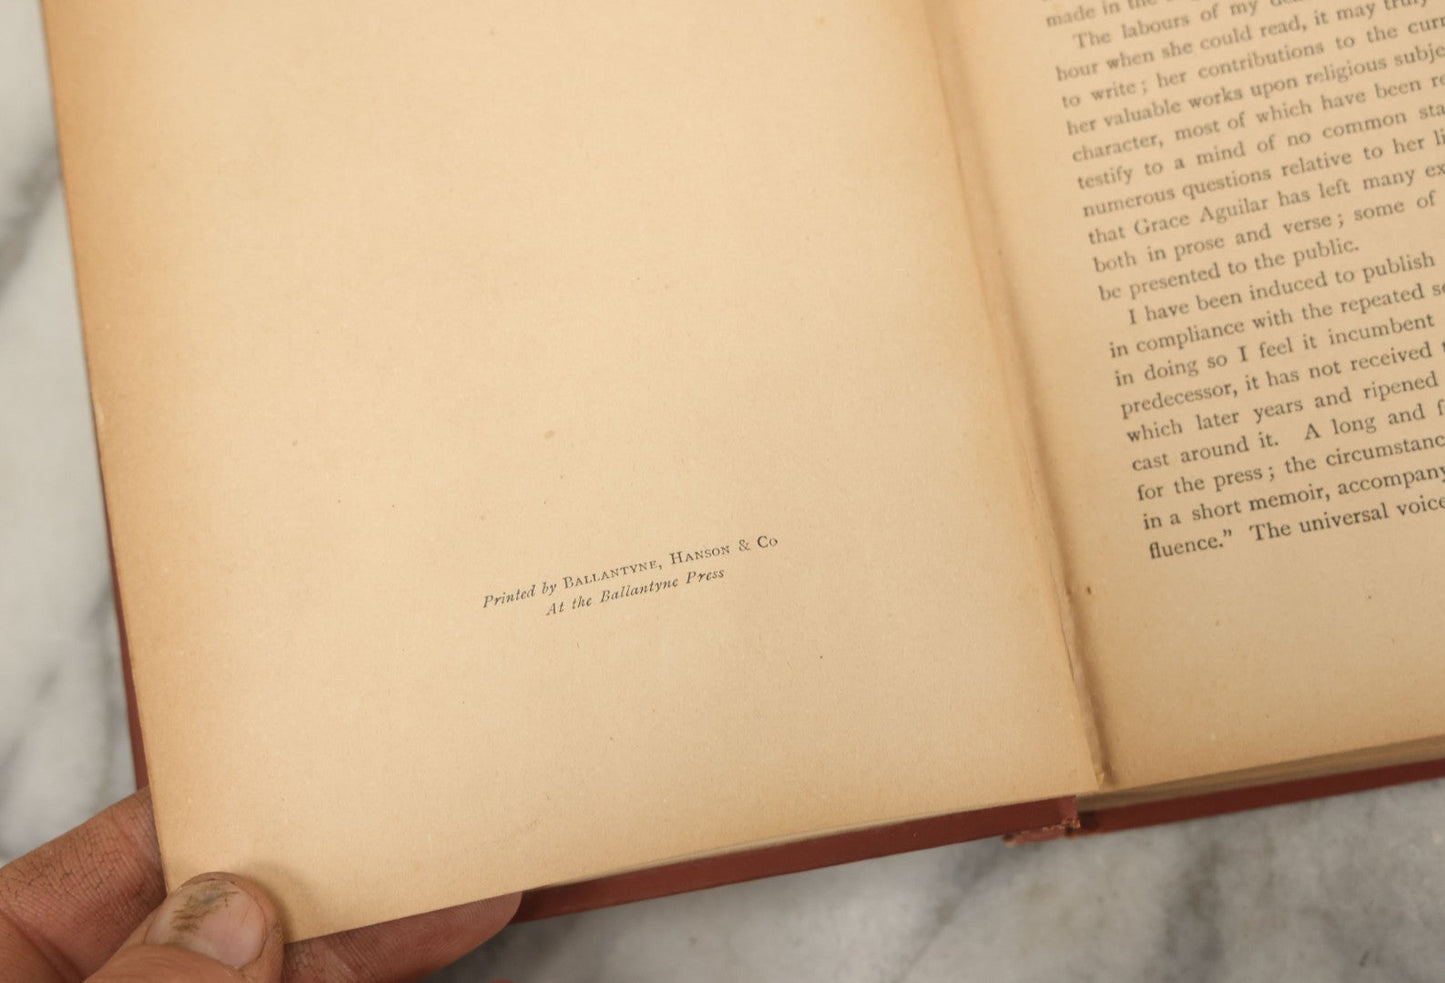 Printed by BALLANTYNE, HANSON & Co
At the Ballantyne Press
made in the
The labours of my
hour when she could read, it may truly
to write; her contributions to the
her valuable works upon religious
character, most of which have been
testify to a mind of no common
numerous questions relative to her
that Grace Aguilar has left many
both in prose and verse; some of
be presented to the public.
I have been induced to publish
in compliance with the repeated
in doing so I feel it incumbent
predecessor, it has not received
which later years and ripened
cast around it. A long and
for the press; the
in a short memoir,
fluence." The universal voice